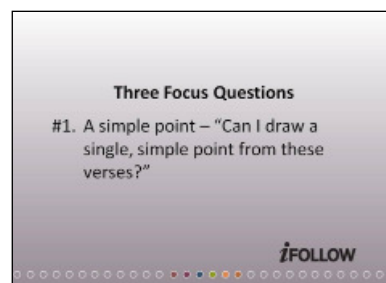 Three Focus Questions
#1. A simple point – “Can I draw a
single, simple point from these
verses?”
iFOLLOW